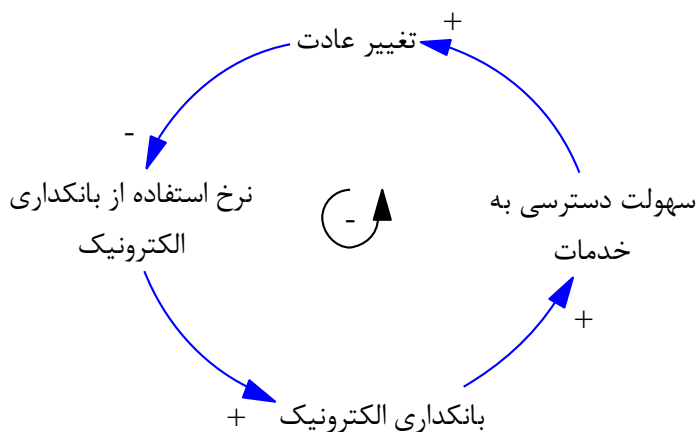 +
تغییر عادت
-
سهولت دسترسی به
خدمات
-
نرخ استفاده از بانکداری
الکترونیک
+
بانکداری الکترونیک
+